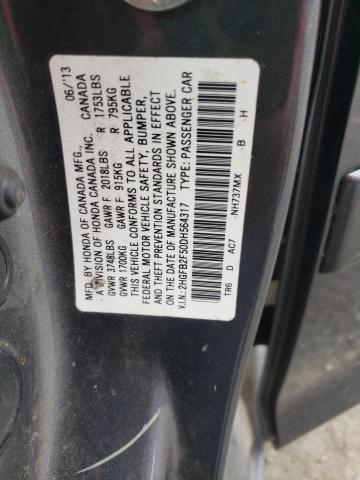 MFD. BY HONDA OF CANADA MFG., CANADA 06/13
A DIVISION OF HONDA CANADA INC.
GVWR 3748LBS GAWR F 2018LBS R 1753LBS
GVWR 1700KG GAWR F 915KG R 795KG
THIS VEHICLE CONFORMS TO ALL APPLICABLE
FEDERAL MOTOR VEHICLE SAFETY, BUMPER,
AND THEFT PREVENTION STANDARDS IN EFFECT
ON THE DATE OF MANUFACTURE SHOWN ABOVE.
V.I.N.: 2HGFB2F50DH564317 TYPE: PASSENGER CAR
NH737MX B H
TR6 D AC7